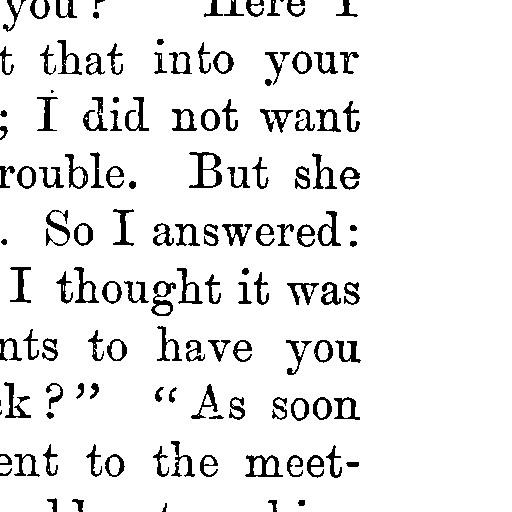 you? Here I
t that into your
; I did not want
rouble. But she
. So I answered:
I thought it was
nts to have you
k?" "As soon
ent to the meet-